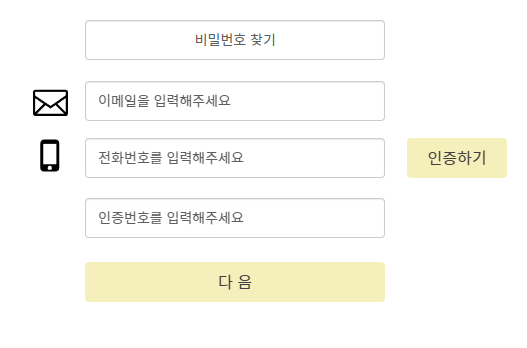 비밀번호 찾기
이메일을 입력해주세요
전화번호를 입력해주세요
인증하기
인증번호를 입력해주세요
다 음